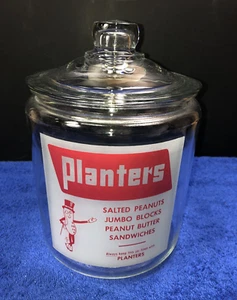 Planters
SALTED PEANUTS
JUMBO BLOCKS
PEANUT BUTTER
SANDWICHES
PLANTERS